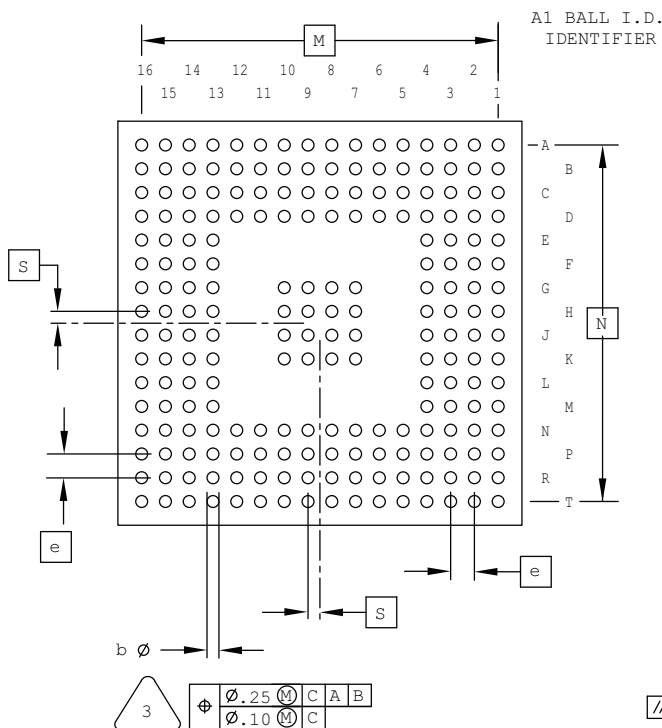 A1 BALL I.D.
IDENTIFIER
M
16 14 12 10 8 6 4 2
15 13 11 9 7 5 3 1
A
B
C
D
E
F
S
G
H
N
J
K
L
M
N
P
R
T
e
e
S
b Ø
3
⌖ Ø.25 Ⓜ C A B
Ø.10 Ⓜ C
//